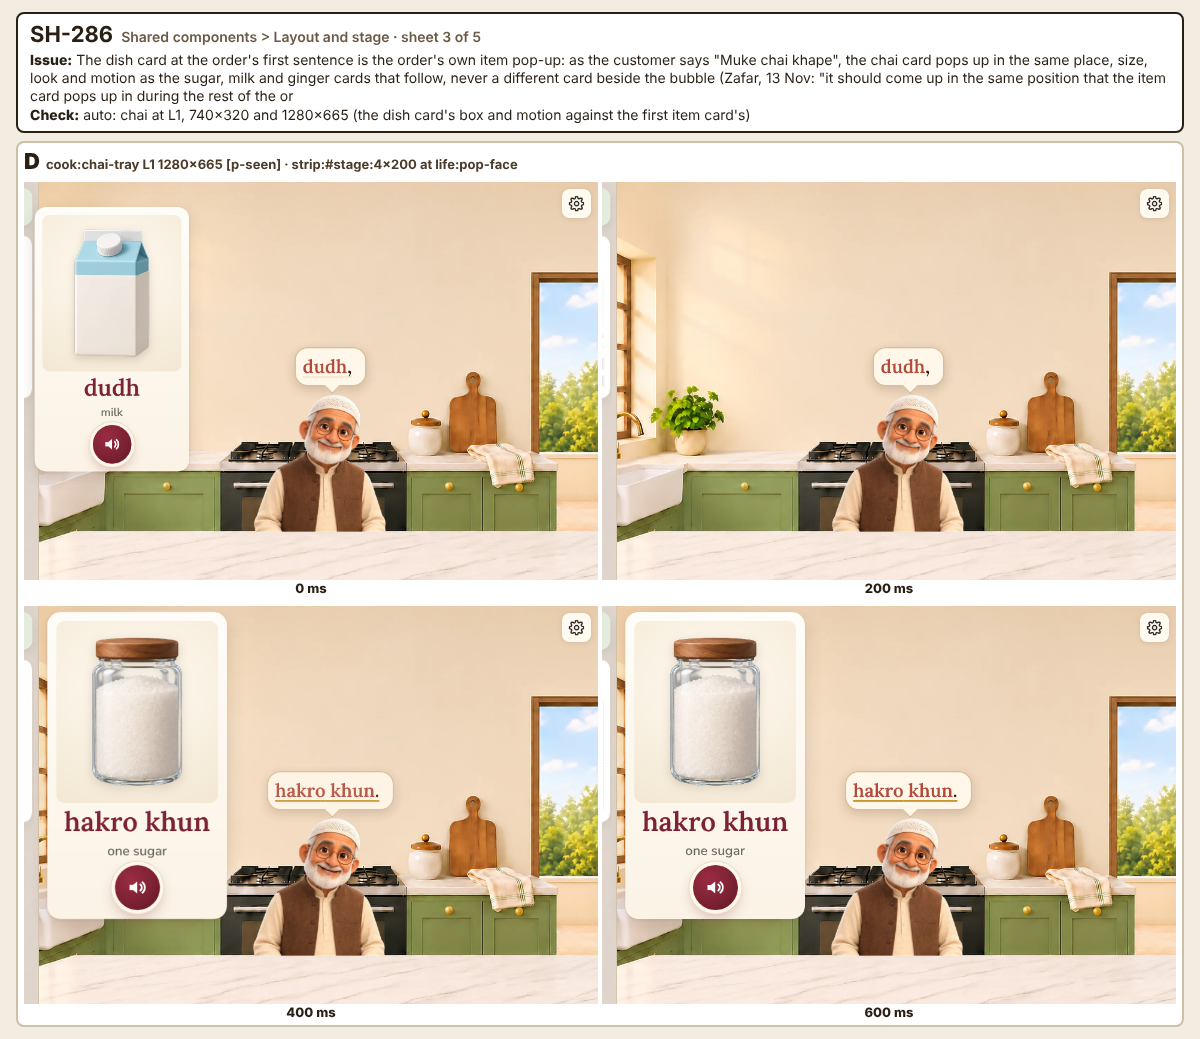 SH-286 Shared components > Layout and stage · sheet 3 of 5
Issue: The dish card at the order's first sentence is the order's own item pop-up: as the customer says "Muke chai khape", the chai card pops up in the same place, size,
look and motion as the sugar, milk and ginger cards that follow, never a different card beside the bubble (Zafar, 13 Nov: "it should come up in the same position that the item
card pops up in during the rest of the or
Check: auto: chai at L1, 740×320 and 1280×665 (the dish card's box and motion against the first item card's)
D cook:chai-tray L1 1280×665 [p-seen] · strip:#stage:4×200 at life:pop-face
dudh,
dudh
milk
0 ms
dudh,
200 ms
hakro khun.
hakro khun
one sugar
400 ms
hakro khun.
hakro khun
one sugar
600 ms